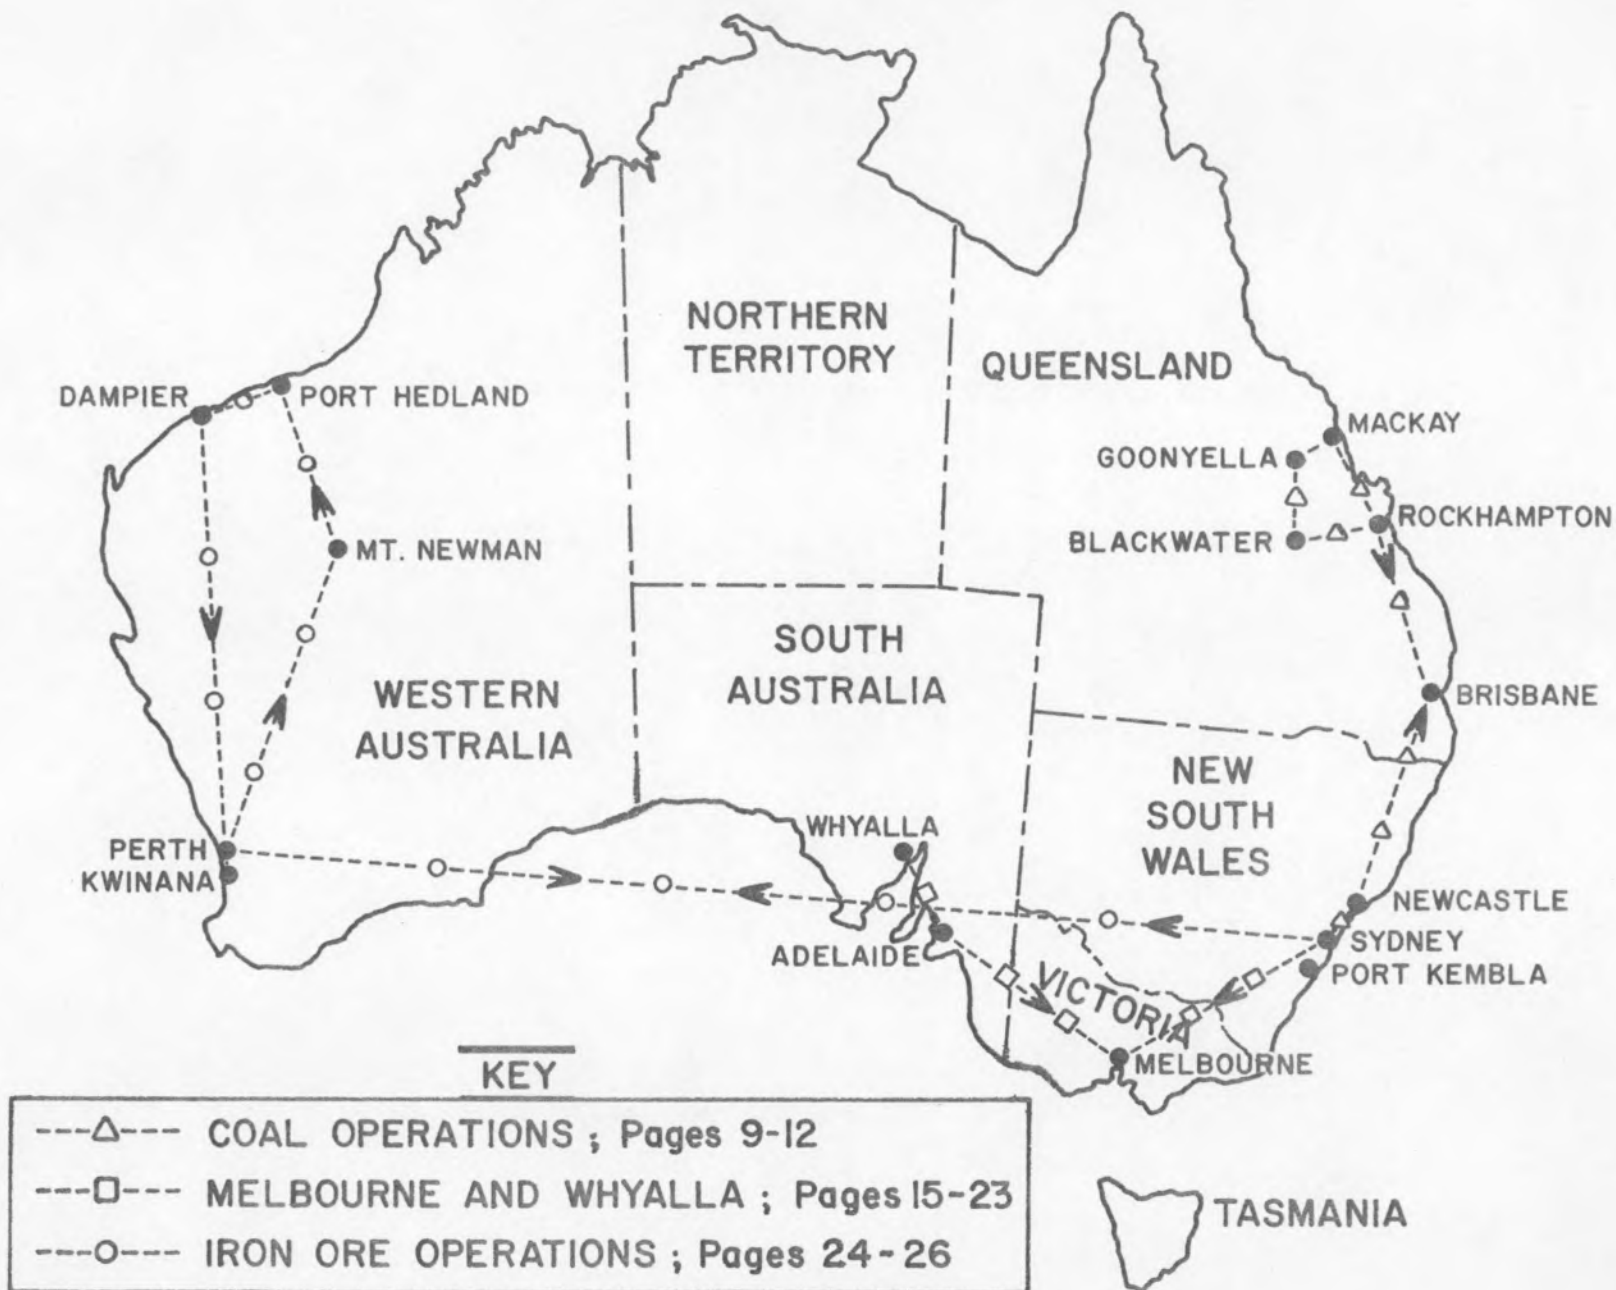 NORTHERN
TERRITORY
QUEENSLAND
DAMPIER
PORT HEDLAND
MACKAY
GOONYELLA
ROCKHAMPTON
BLACKWATER
MT. NEWMAN
SOUTH
AUSTRALIA
WESTERN
AUSTRALIA
BRISBANE
NEW
SOUTH
WALES
WHYALLA
PERTH
KWINANA
NEWCASTLE
SYDNEY
PORT KEMBLA
ADELAIDE
VICTORIA
MELBOURNE
KEY
COAL OPERATIONS ; Pages 9-12
MELBOURNE AND WHYALLA ; Pages 15-23
IRON ORE OPERATIONS ; Pages 24-26
TASMANIA